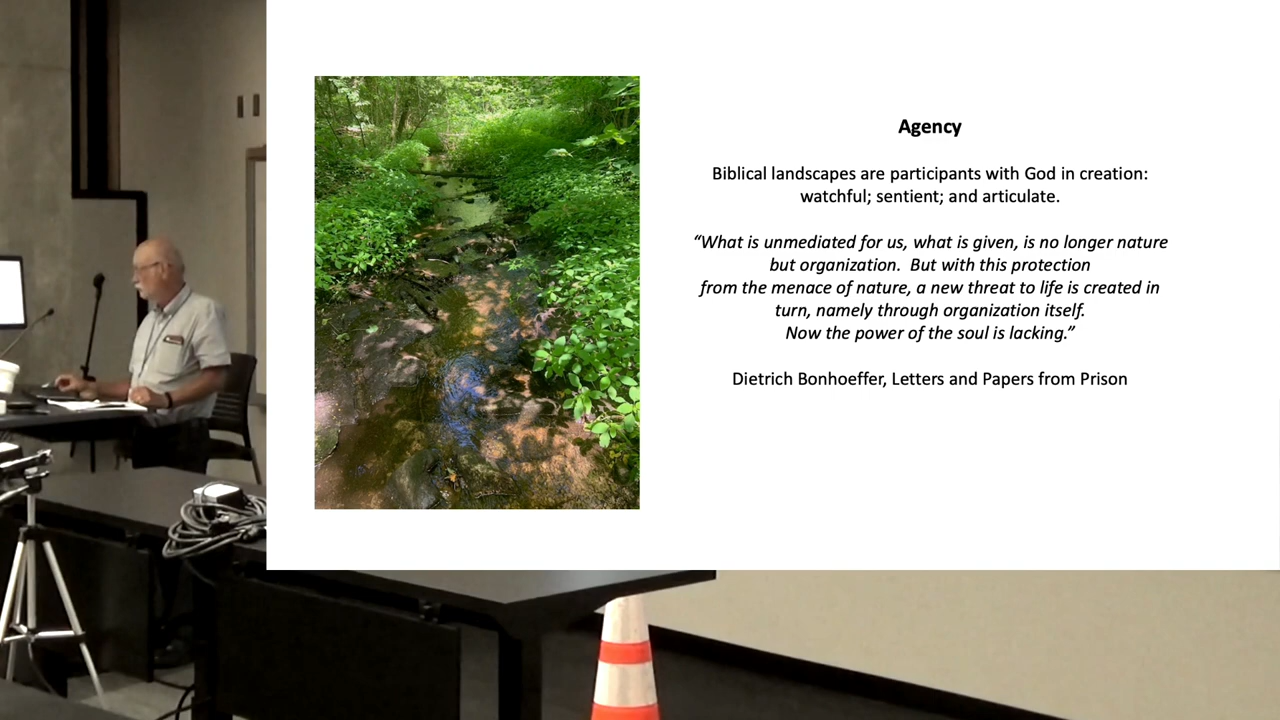 Agency
Biblical landscapes are participants with God in creation:
watchful; sentient; and articulate.
“What is unmediated for us, what is given, is no longer nature
but organization.  But with this protection
from the menace of nature, a new threat to life is created in
turn, namely through organization itself.
Now the power of the soul is lacking.”
Dietrich Bonhoeffer, Letters and Papers from Prison